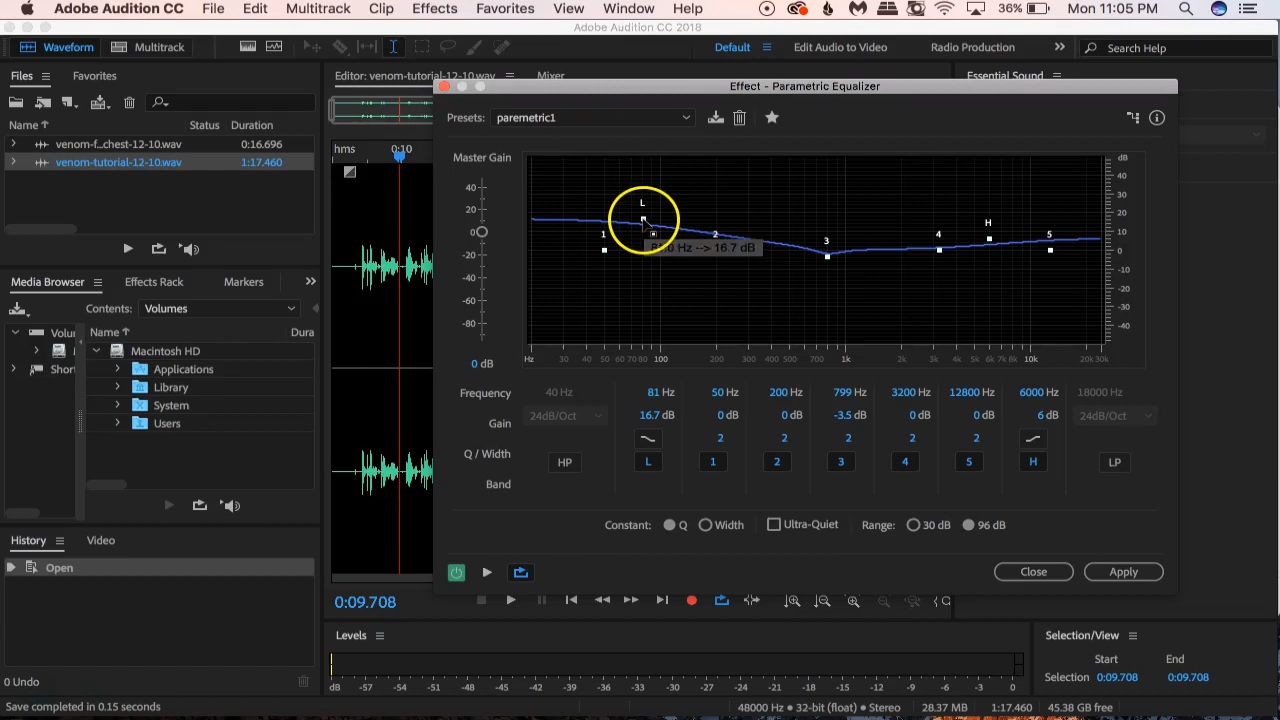 Adobe Audition CC File Edit Multitrack Clip Effects Favorites View Window Help 36% Mon 11:05 PM
Adobe Audition CC 2018
Waveform Multitrack Default Edit Audio to Video Radio Production Search Help
Files Favorites Editor: venom-tutorial-12-10.wav Mixer Essential Sound
Effect - Parametric Equalizer
Name Status Duration
venom-f...chest-12-10.wav 0:16.696
venom-tutorial-12-10.wav 1:17.460
Presets: paremetric1
hms 0:10
Master Gain
40
20
0
-20
-40
-60
-80
0 dB
L
1
2
3
4
H
5
Hz --> 16.7 dB
dB
40
30
20
10
0
-10
-20
-30
-40
Hz 30 40 50 60 70 80 100 200 300 400 500 700 1k 2k 3k 4k 5k 6k 7k 8k 10k 20k 30k
Media Browser Effects Rack Markers
Contents: Volumes
Name Dura
Volu
Short
Macintosh HD
Applications
Library
System
Users
Frequency 40 Hz 81 Hz 50 Hz 200 Hz 799 Hz 3200 Hz 12800 Hz 6000 Hz 18000 Hz
Gain 24dB/Oct 16.7 dB 0 dB 0 dB -3.5 dB 0 dB 0 dB 6 dB 24dB/Oct
Q / Width 2 2 2 2 2
Band HP L 1 2 3 4 5 H LP
Constant: Q Width Ultra-Quiet Range: 30 dB 96 dB
Close Apply
History Video
Open
0 Undo
0:09.708
Levels
dB -57 -54 -51 -48 -45 -42 -39 -36 -33 -30 -27 -24 -21 -18 -15 -12 -9 -6 -3 0
Selection/View
Start End
Selection 0:09.708 0:09.708
Save completed in 0.15 seconds
48000 Hz • 32-bit (float) • Stereo 28.37 MB 1:17.460 45.38 GB free